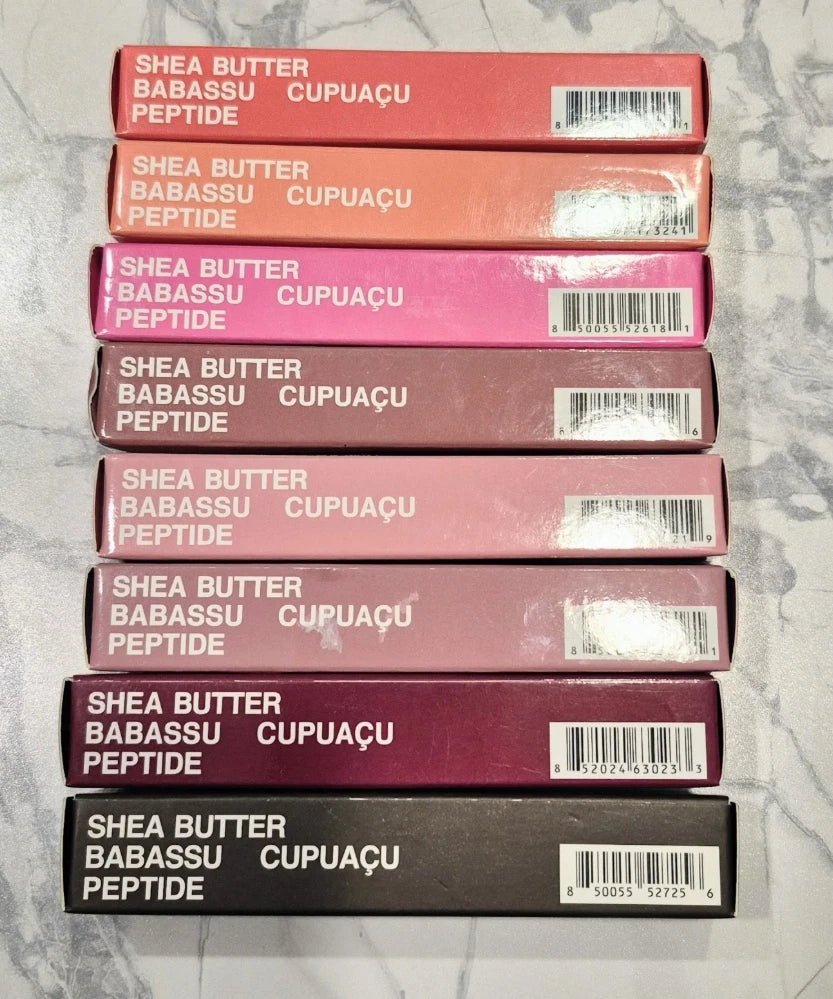 SHEA BUTTER
BABASSU CUPUAÇU
PEPTIDE
SHEA BUTTER
BABASSU CUPUAÇU
PEPTIDE
SHEA BUTTER
BABASSU CUPUAÇU
PEPTIDE
8 50055 52618 1
SHEA BUTTER
BABASSU CUPUAÇU
PEPTIDE
SHEA BUTTER
BABASSU CUPUAÇU
PEPTIDE
SHEA BUTTER
BABASSU CUPUAÇU
PEPTIDE
SHEA BUTTER
BABASSU CUPUAÇU
PEPTIDE
8 52024 63023 3
SHEA BUTTER
BABASSU CUPUAÇU
PEPTIDE
8 50055 52725 6